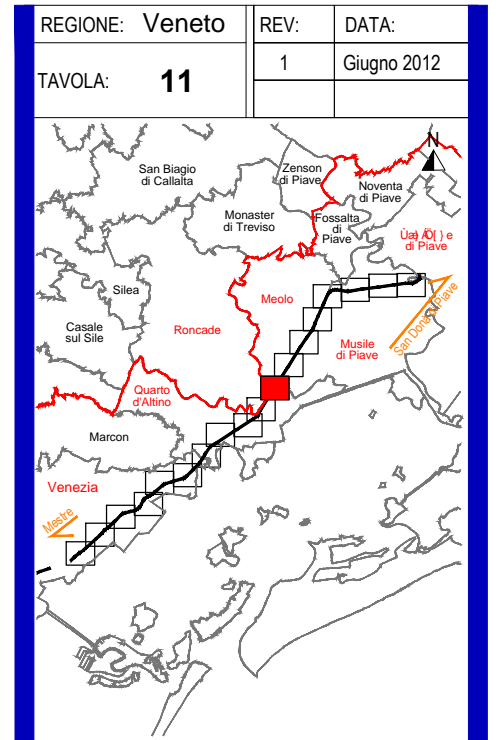 REGIONE: Veneto
REV:
DATA:
TAVOLA: 11
1
Giugno 2012
N
San Biagio
di Callalta
Zenson
di Piave
Noventa
di Piave
Monaster
di Treviso
Fossalta
di
Piave
di Piave
Silea
Meolo
Casale
sul Sile
Roncade
Musile
di Piave
San Donà di Piave
Quarto
d'Altino
Marcon
Venezia
Mestre